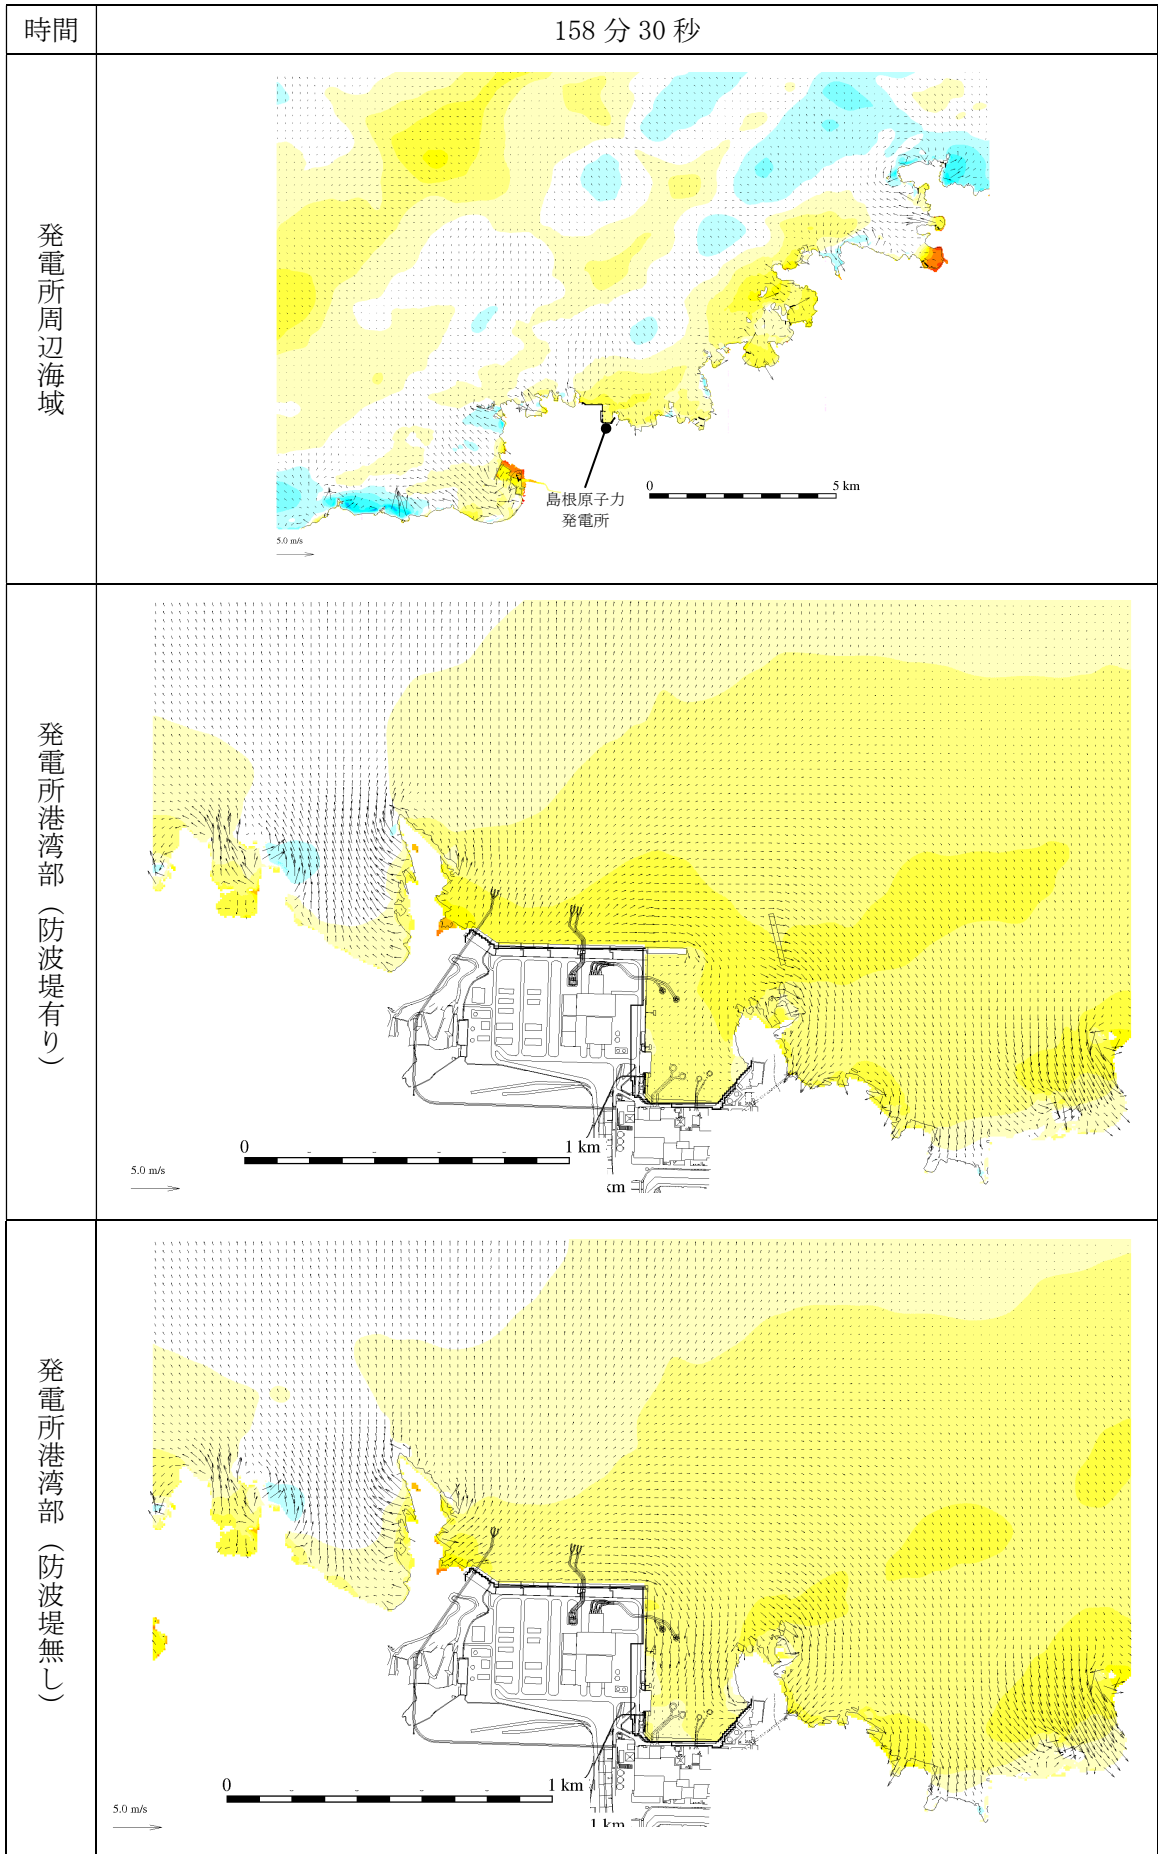 時間
158 分 30 秒
発電所周辺海域
島根原子力
発電所
0
5 km
5.0 m/s
発電所港湾部（防波堤有り）
0
1 km
5.0 m/s
km
発電所港湾部（防波堤無し）
0
1 km
5.0 m/s
1 km